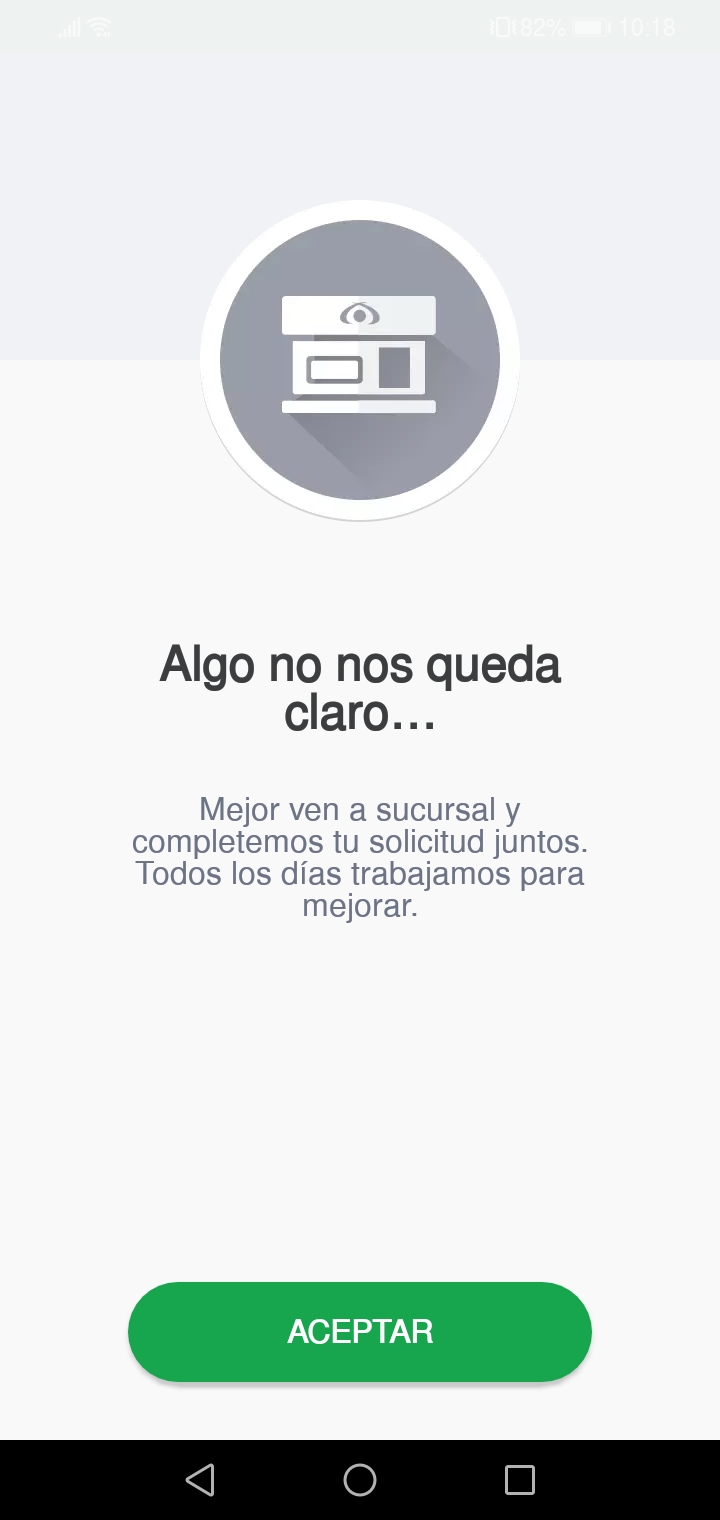 82% 10:18
Algo no nos queda
claro...
Mejor ven a sucursal y
completemos tu solicitud juntos.
Todos los días trabajamos para
mejorar.
ACEPTAR